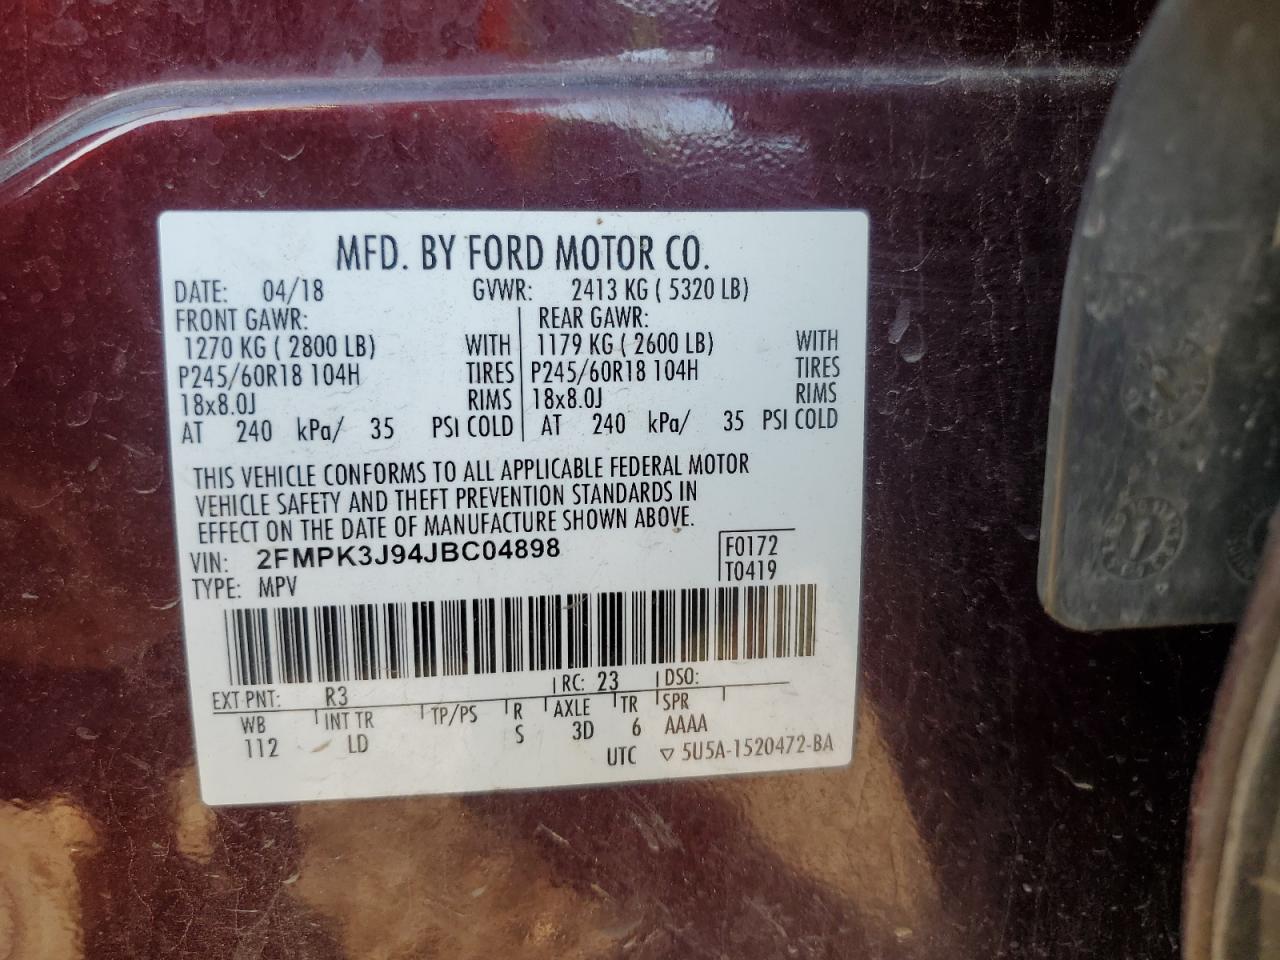 MFD. BY FORD MOTOR CO.
DATE: 04/18 GVWR: 2413 KG ( 5320 LB)
FRONT GAWR: REAR GAWR:
1270 KG ( 2800 LB) WITH 1179 KG ( 2600 LB) WITH
P245/60R18 104H TIRES P245/60R18 104H TIRES
18x8.0J RIMS 18x8.0J RIMS
AT 240 kPa/ 35 PSI COLD AT 240 kPa/ 35 PSI COLD
THIS VEHICLE CONFORMS TO ALL APPLICABLE FEDERAL MOTOR
VEHICLE SAFETY AND THEFT PREVENTION STANDARDS IN
EFFECT ON THE DATE OF MANUFACTURE SHOWN ABOVE.
VIN: 2FMPK3J94JBC04898 F0172
TYPE: MPV T0419
EXT PNT: R3 RC: 23 DSO:
WB INT TR TP/PS R AXLE TR SPR
112 LD S 3D 6 AAAA
UTC ▽ 5U5A-1520472-BA